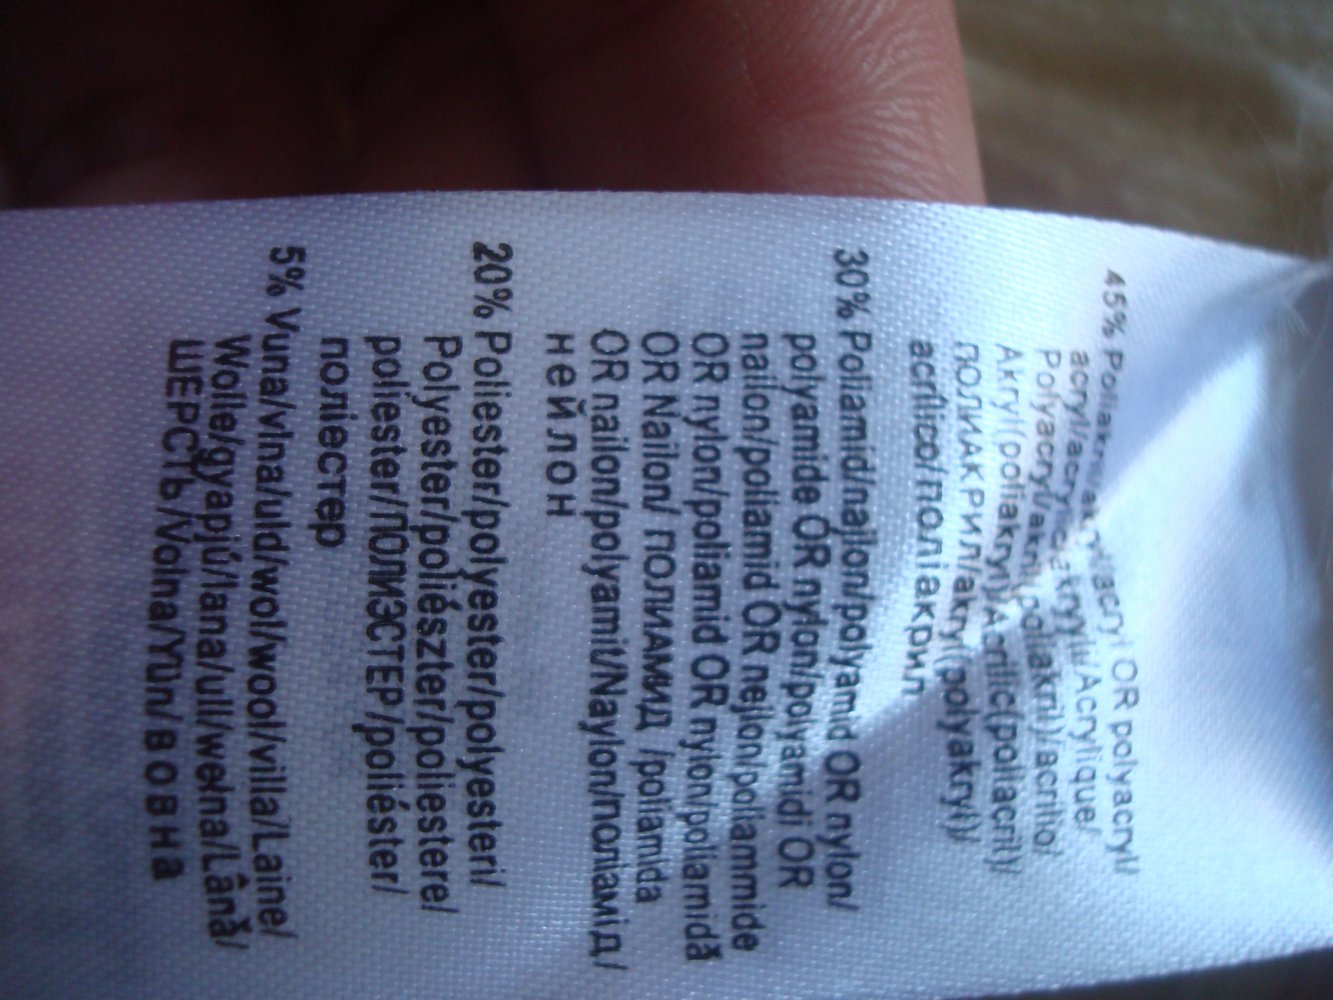 45% Poliakril/akril/acryl OR polyacryl/
acryl/acrylic/akryyli/Acrylique/
Polyacryl/akril(poliakril)/acrilico/
Akryl(poliakryl)/Acrilic(poliacril)/
ПОЛИАКРИЛ/akryl(polyakryl)/
acrílico/поліакрил
30% Poliamid/najlon/polyamid OR nylon/
polyamide OR nylon/polyamidi OR
nailon/poliamid OR nejlon/poliammide
OR nylon/poliamid OR nylon/poliamidă
OR Nailon/ ПОЛИАМИД /poliamida
OR nailon/polyamit/Naylon/поліамід/
нейлон
20% Poliester/polyester/polyesteri/
Polyester/poliészter/poliestere/
poliester/ПОЛИЭСТЕР/poliéster/
поліестер
5% Vuna/vlna/uld/wol/wool/villa/Laine/
Wolle/gyapjú/lana/ull/wełna/Lână/
ШЕРСТЬ/Volna/Yün/вовна